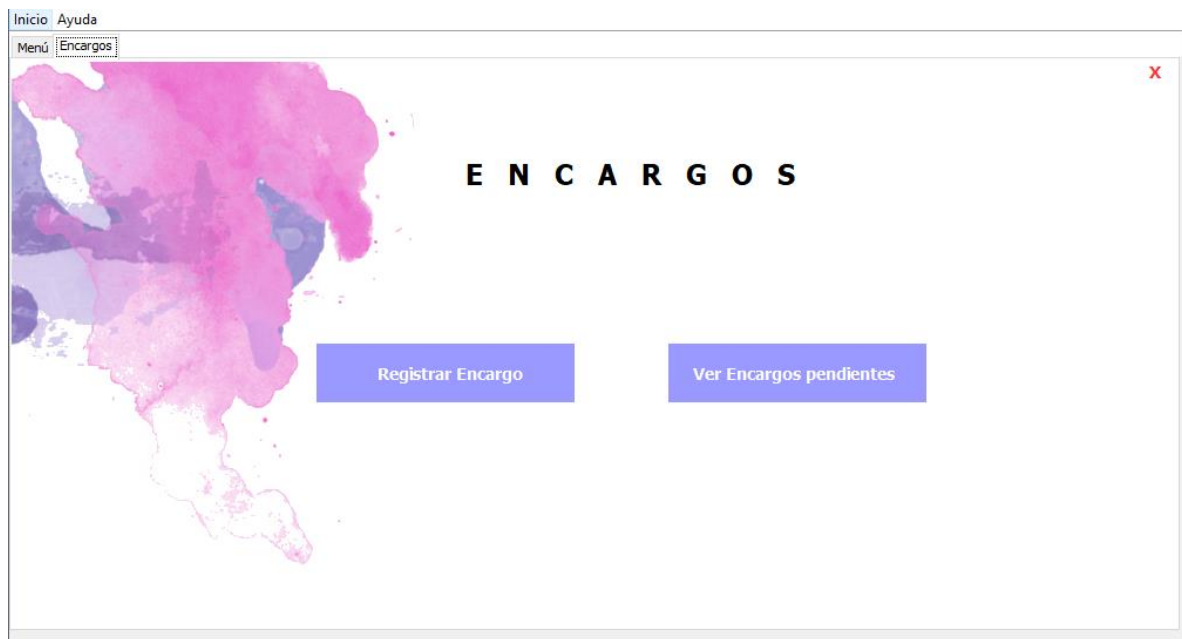 Inicio Ayuda
Menú Encargos
X
E N C A R G O S
Registrar Encargo
Ver Encargos pendientes